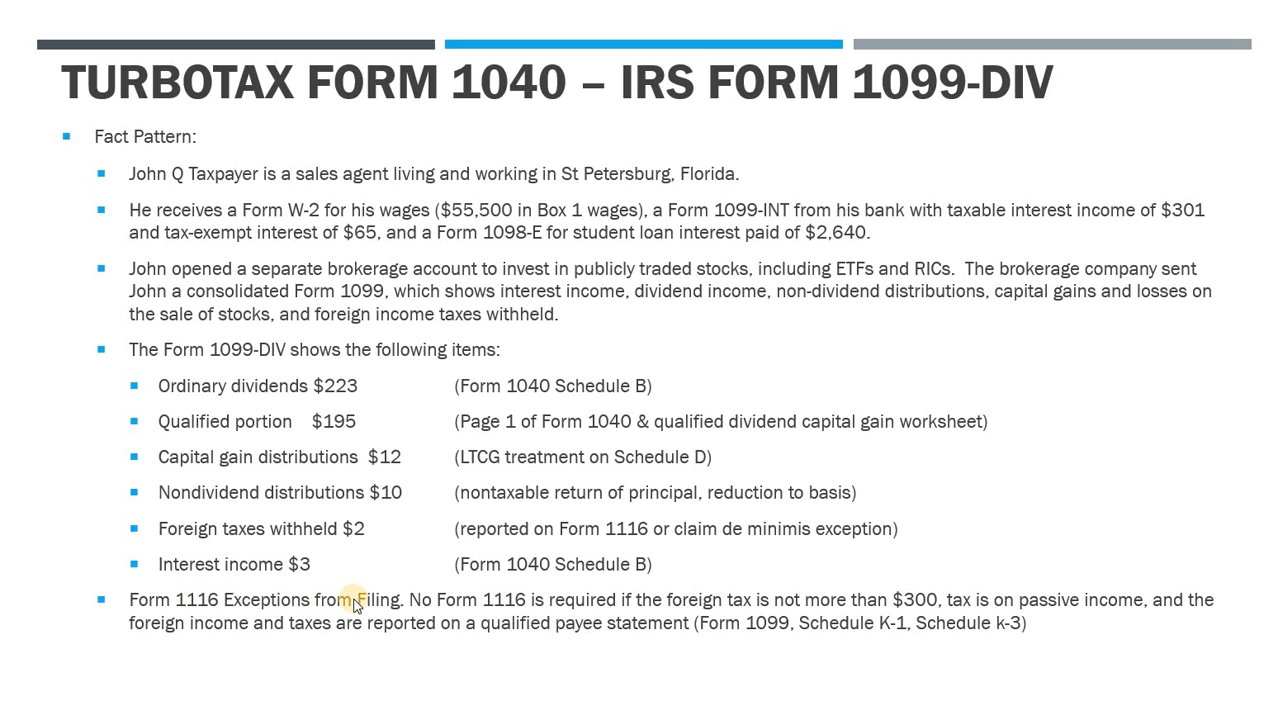 TURBOTAX FORM 1040 – IRS FORM 1099-DIV
Fact Pattern:
John Q Taxpayer is a sales agent living and working in St Petersburg, Florida.
He receives a Form W-2 for his wages ($55,500 in Box 1 wages), a Form 1099-INT from his bank with taxable interest income of $301
and tax-exempt interest of $65, and a Form 1098-E for student loan interest paid of $2,640.
John opened a separate brokerage account to invest in publicly traded stocks, including ETFs and RICs. The brokerage company sent
John a consolidated Form 1099, which shows interest income, dividend income, non-dividend distributions, capital gains and losses on
the sale of stocks, and foreign income taxes withheld.
The Form 1099-DIV shows the following items:
Ordinary dividends $223 (Form 1040 Schedule B)
Qualified portion $195 (Page 1 of Form 1040 & qualified dividend capital gain worksheet)
Capital gain distributions $12 (LTCG treatment on Schedule D)
Nondividend distributions $10 (nontaxable return of principal, reduction to basis)
Foreign taxes withheld $2 (reported on Form 1116 or claim de minimis exception)
Interest income $3 (Form 1040 Schedule B)
Form 1116 Exceptions from Filing. No Form 1116 is required if the foreign tax is not more than $300, tax is on passive income, and the
foreign income and taxes are reported on a qualified payee statement (Form 1099, Schedule K-1, Schedule k-3)